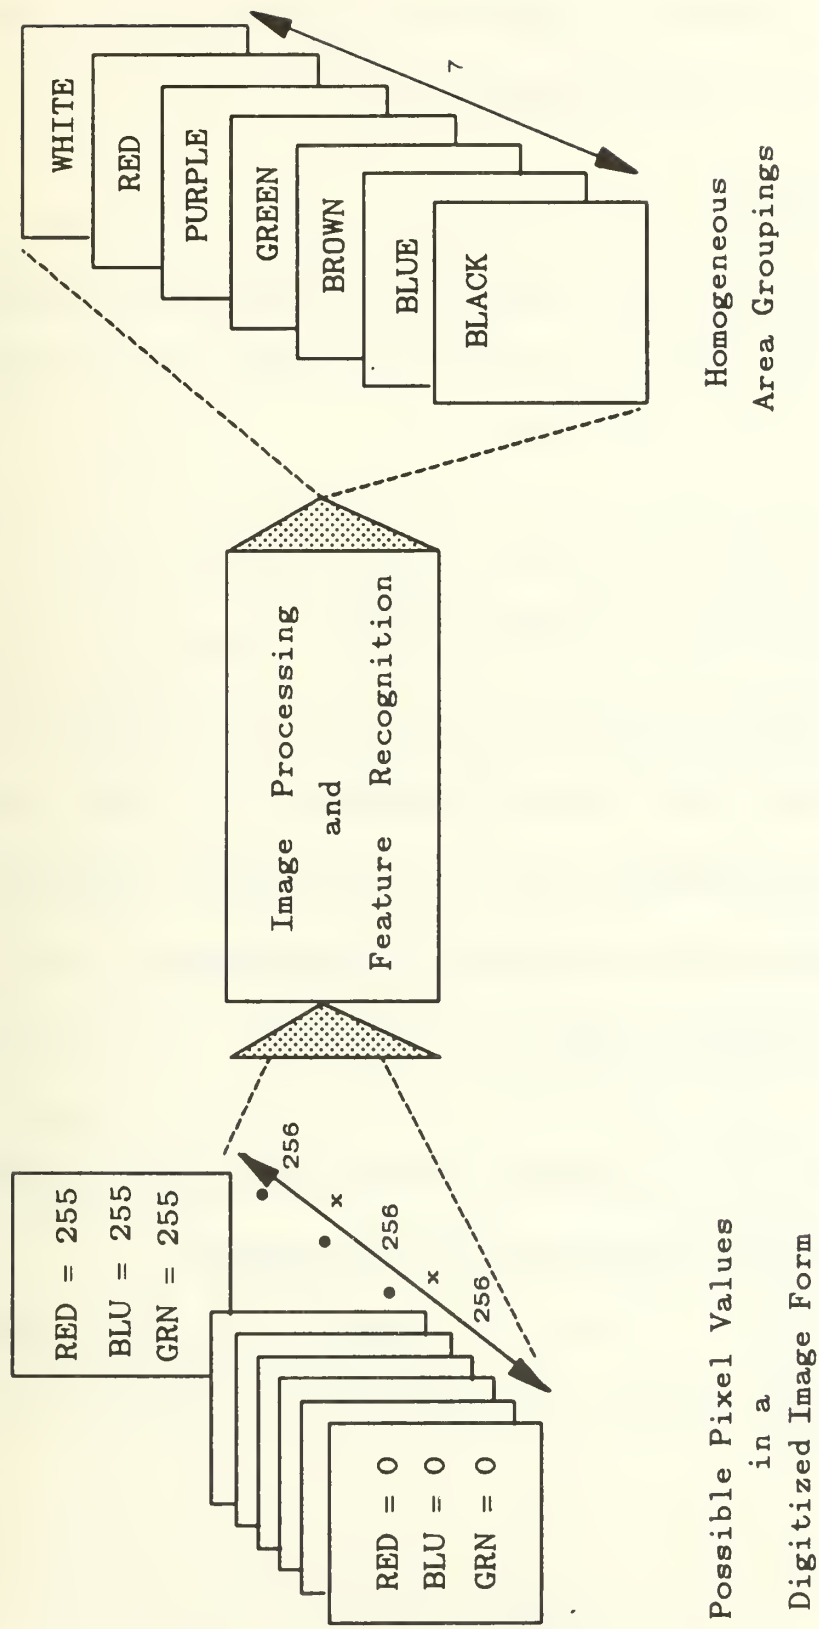 RED = 255
BLU = 255
GRN = 255
RED = 0
BLU = 0
GRN = 0
256
x
256
x
256
Possible Pixel Values
in a
Digitized Image Form
Image Processing
and
Feature Recognition
WHITE
RED
PURPLE
GREEN
BROWN
BLUE
BLACK
7
Homogeneous
Area Groupings